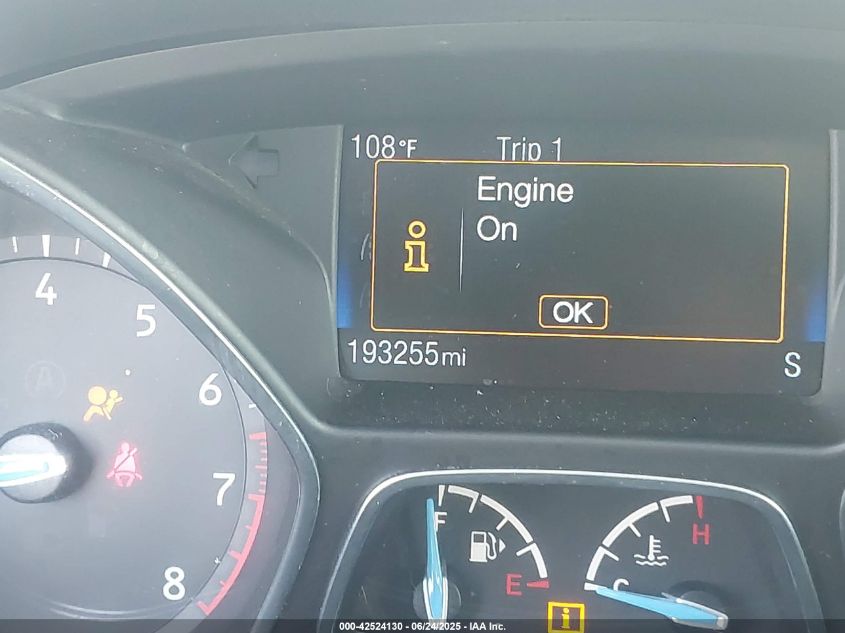 108°F Trip 1
Engine
On
i
OK
193255mi S
4
5
6
7
8
A
F
E
H
C
i
000-42524130 - 06/24/2025 - IAA Inc.